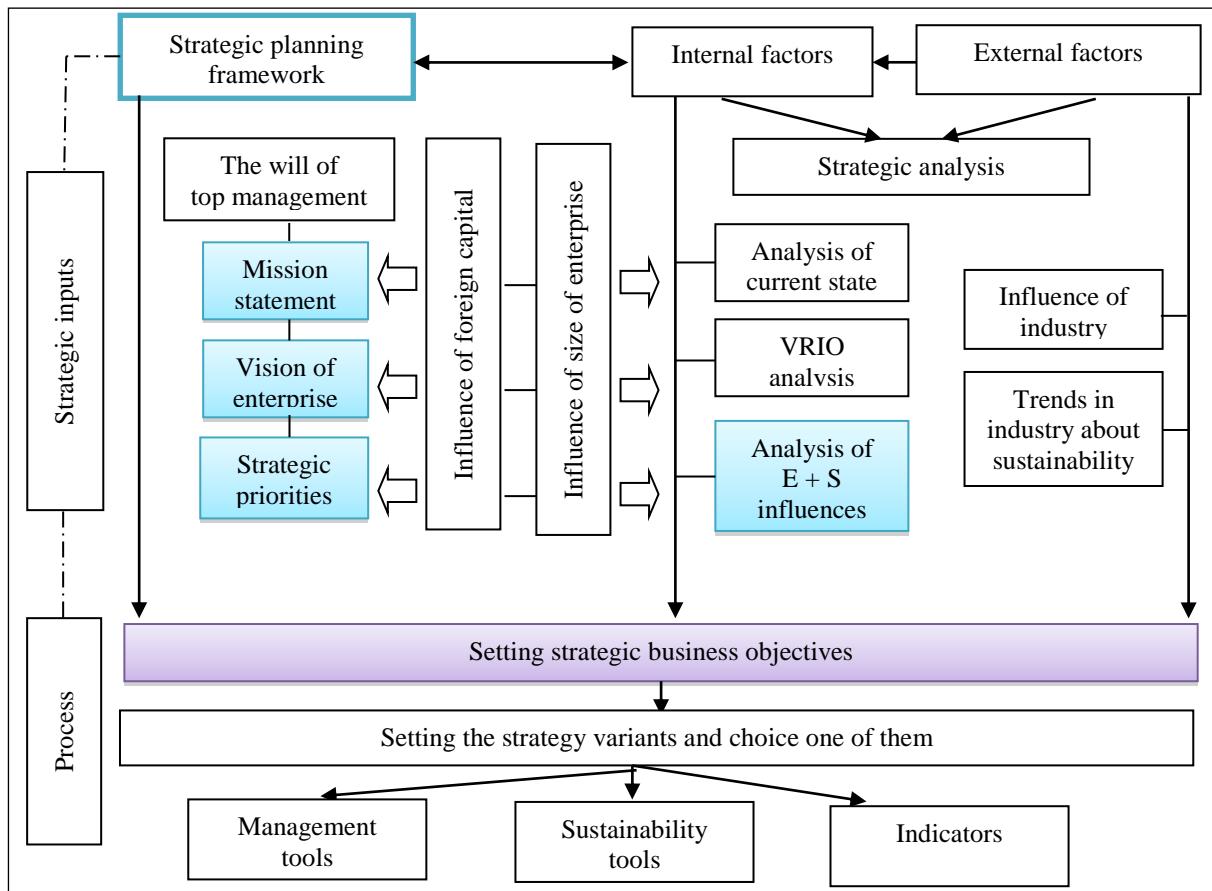 Strategic planning
framework
Internal factors
External factors
Strategic analysis
Strategic inputs
The will of
top management
Mission
statement
Vision of
enterprise
Strategic
priorities
Influence of foreign capital
Influence of size of enterprise
Analysis of
current state
VRIO
analysis
Analysis of
E + S
influences
Influence of
industry
Trends in
industry about
sustainability
Process
Setting strategic business objectives
Setting the strategy variants and choice one of them
Management
tools
Sustainability
tools
Indicators